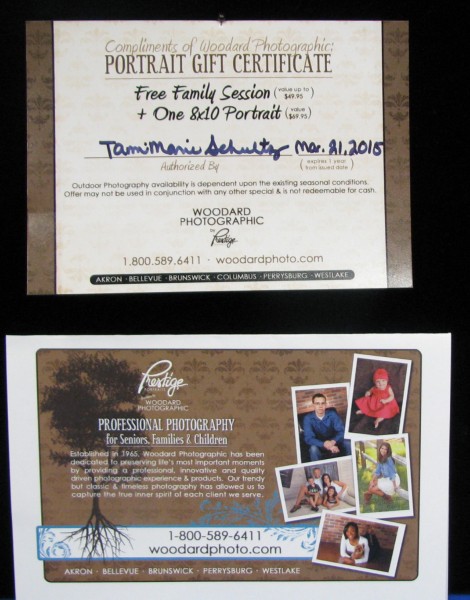 Compliments of Woodard Photographic:
PORTRAIT GIFT CERTIFICATE
Free Family Session (value up to $49.95)
+ One 8x10 Portrait (value $69.95)
TamiMarie Schultz Mar. 21, 2015
Authorized By (expires 1 year from issued date)
Outdoor Photography availability is dependent upon the existing seasonal conditions.
Offer may not be used in conjunction with any other special & is not redeemable for cash.
WOODARD
PHOTOGRAPHIC
by
Prestige
1.800.589.6411 · woodardphoto.com
AKRON · BELLEVUE · BRUNSWICK · COLUMBUS · PERRYSBURG · WESTLAKE
Prestige
WOODARD
PHOTOGRAPHIC
PROFESSIONAL PHOTOGRAPHY
for Seniors, Families & Children
Established in 1965, Woodard Photographic has been
dedicated to preserving life's most important moments
by providing a professional, innovative and quality
driven photographic experience & products. Our trendy
but classic & timeless photography has allowed us to
capture the true inner spirit of each client we serve.
1-800-589-6411
woodardphoto.com
AKRON · BELLEVUE · BRUNSWICK · PERRYSBURG · WESTLAKE